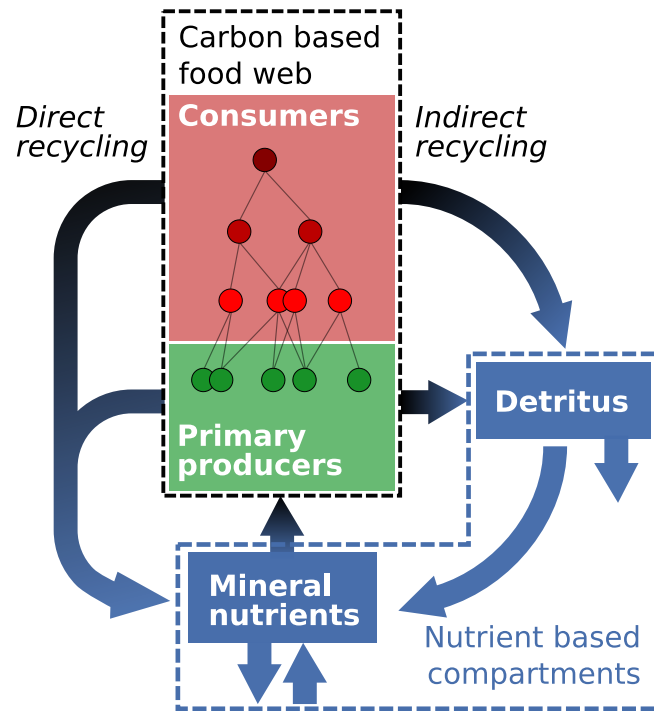 Carbon based
food web
Consumers
Direct
recycling
Indirect
recycling
Primary
producers
Detritus
Mineral
nutrients
Nutrient based
compartments